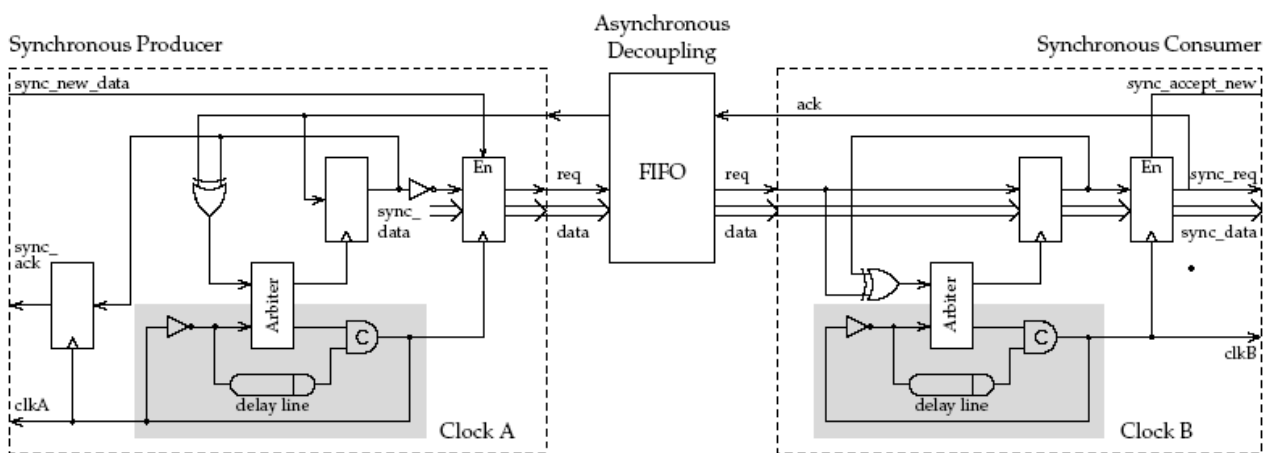 Asynchronous
Decoupling
Synchronous Producer
Synchronous Consumer
sync_new_data
sync_accept_new
ack
En
FIFO
En
req
req
sync_req
sync_
data
data
data
sync_data
sync_
ack
Arbiter
Arbiter
C
C
clkB
delay line
delay line
clkA
Clock A
Clock B